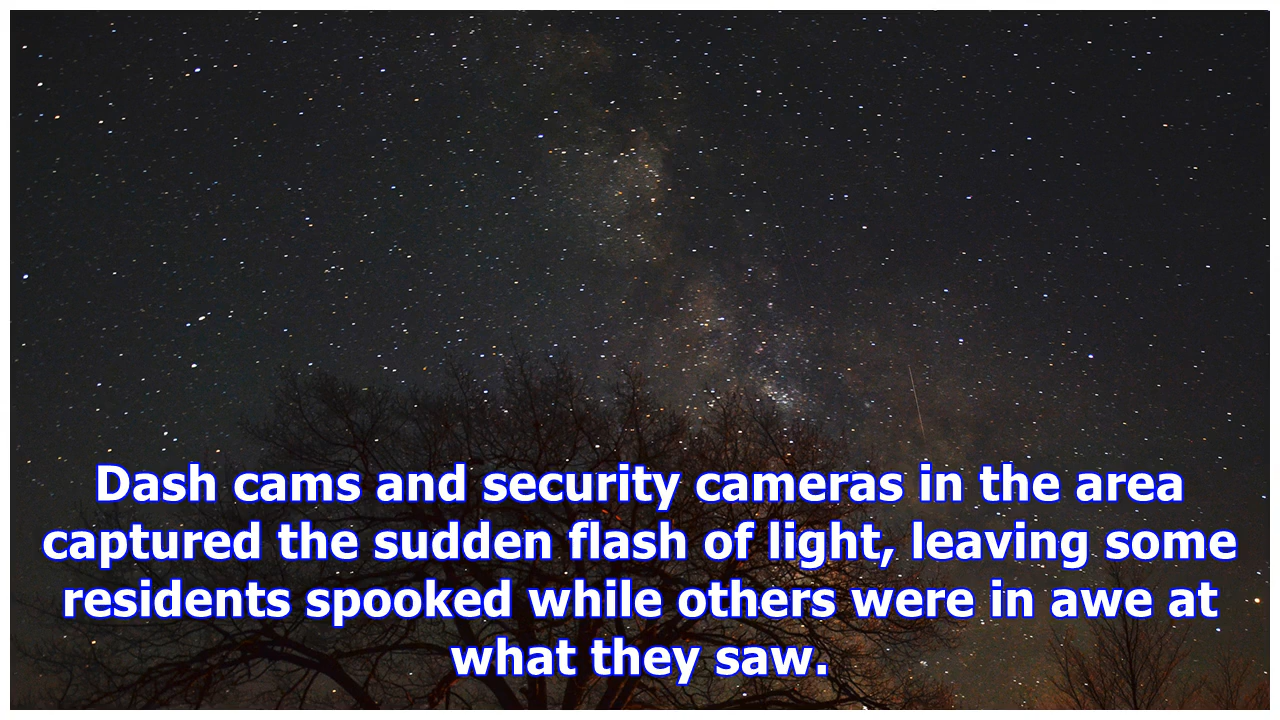 Dash cams and security cameras in the area
captured the sudden flash of light, leaving some
residents spooked while others were in awe at
what they saw.